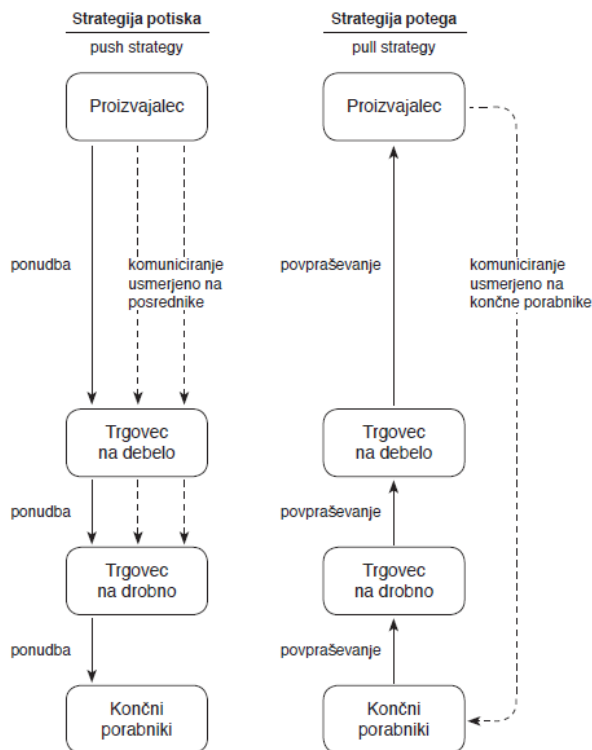 Strategija potiska
push strategy
Proizvajalec
ponudba
komuniciranje
usmerjeno na
posrednike
Trgovec
na debelo
ponudba
Trgovec
na drobno
ponudba
Končni
porabniki
Strategija potega
pull strategy
Proizvajalec
povpraševanje
komuniciranje
usmerjeno na
končne porabnike
Trgovec
na debelo
povpraševanje
Trgovec
na drobno
povpraševanje
Končni
porabniki